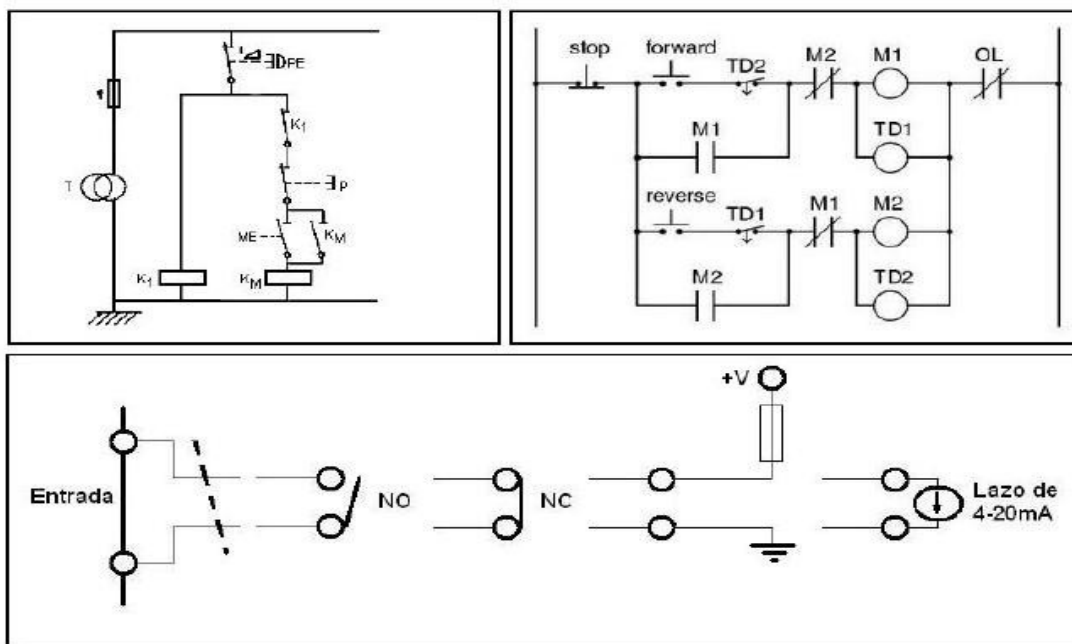 PE
K1
P
T
ME
KM
K1
KM
stop
forward
TD2
M2
M1
OL
M1
TD1
reverse
TD1
M1
M2
M2
TD2
+V
Entrada
NO
NC
Lazo de
4-20mA